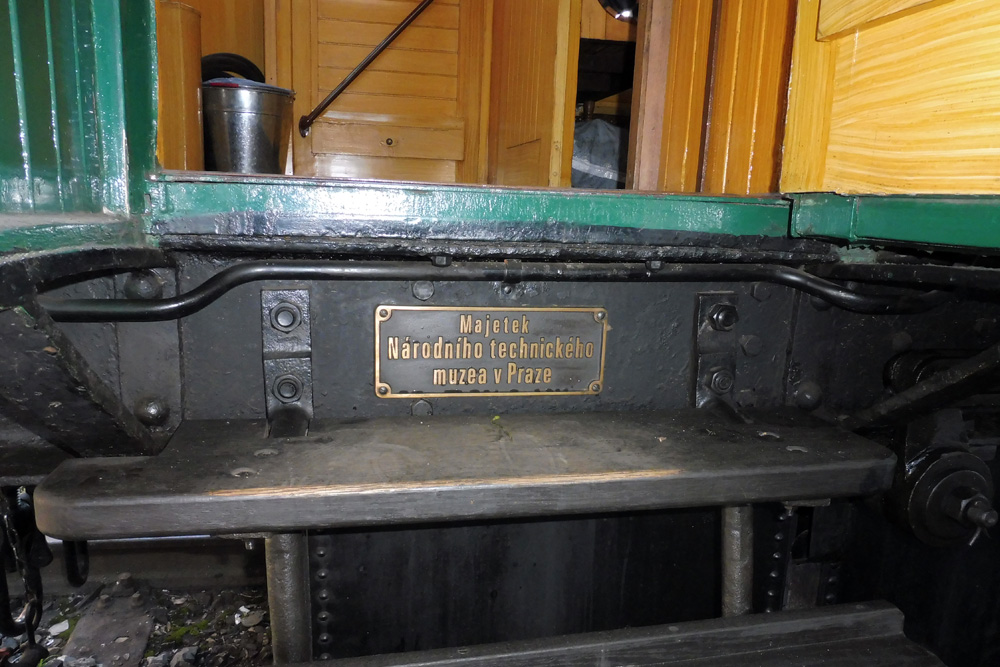 Majetek
Národního technického
muzea v Praze